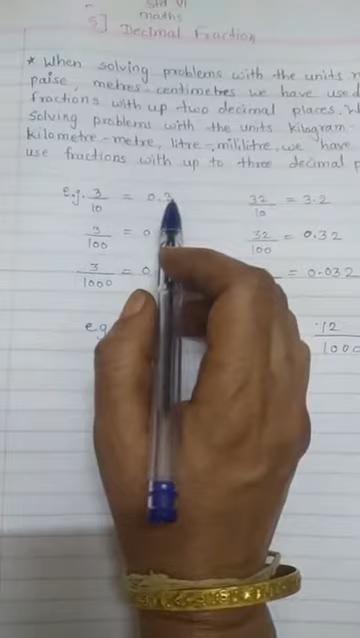 Std VI
maths
5] Decimal Fraction
* When solving problems with the units
paise, metres-centimetres we have used
fractions with up two decimal places.
solving problems with the units kilogram
kilometre-metre, litre-mililitre, we have
use fractions with up to three decimal
e.g. 3/10 = 0.3 32/10 = 3.2
3/100 = 0 32/100 = 0.32
3/1000 = 0. = 0.032
eg 12/1000